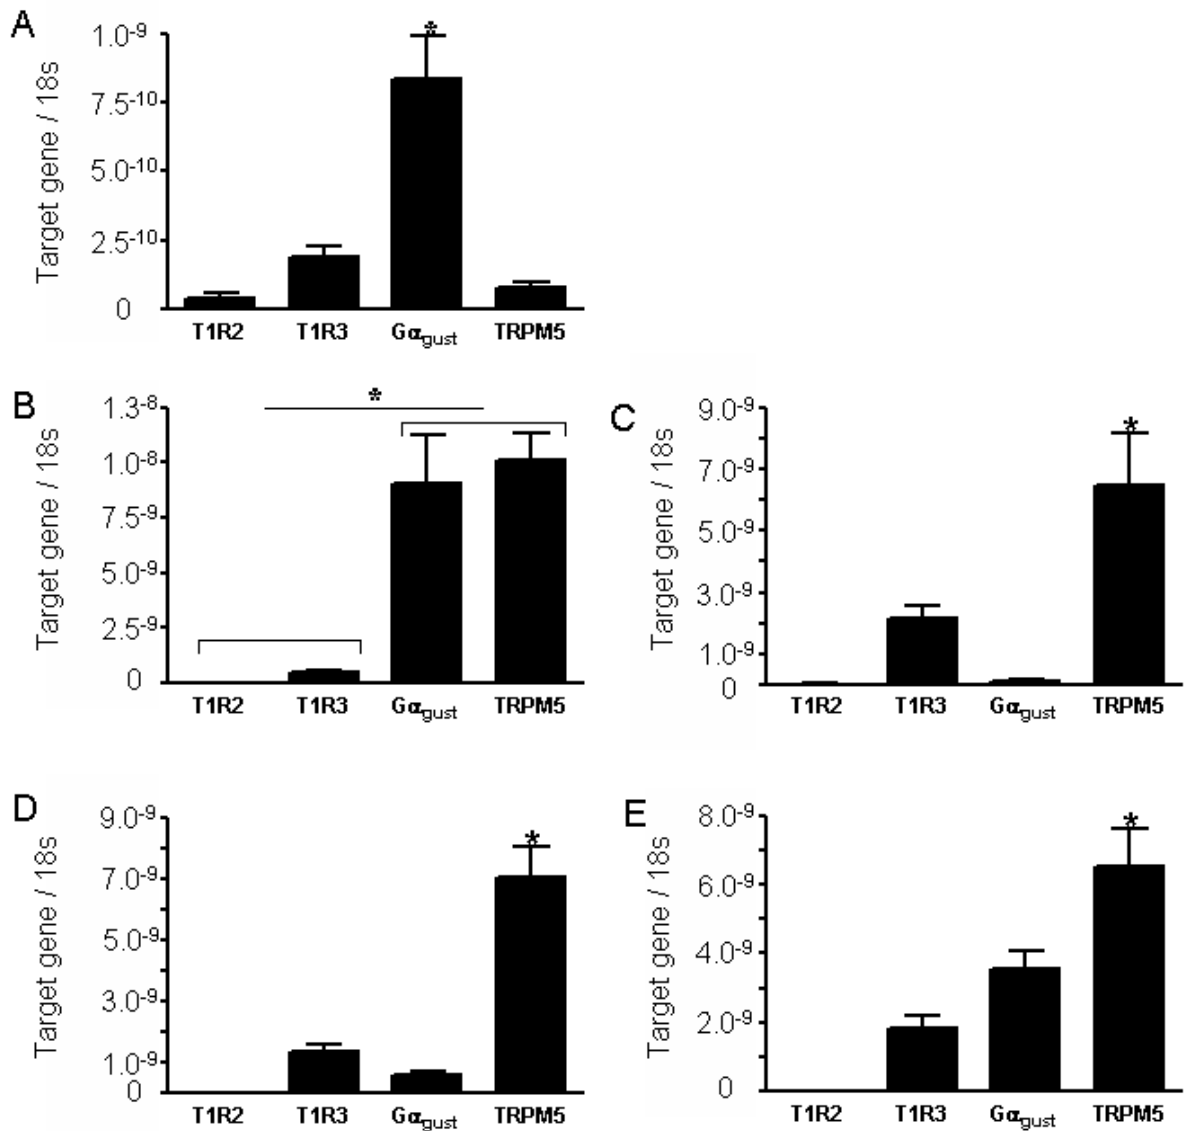 A
Target gene / 18s
1.0⁻⁹
7.5⁻¹⁰
5.0⁻¹⁰
2.5⁻¹⁰
0
*
T1R2 T1R3 Gα_gust TRPM5
B
Target gene / 18s
1.3⁻⁸
1.0⁻⁸
7.5⁻⁹
5.0⁻⁹
2.5⁻⁹
0
*
T1R2 T1R3 Gα_gust TRPM5
C
Target gene / 18s
9.0⁻⁹
7.0⁻⁹
5.0⁻⁹
3.0⁻⁹
1.0⁻⁹
0
*
T1R2 T1R3 Gα_gust TRPM5
D
Target gene / 18s
9.0⁻⁹
7.0⁻⁹
5.0⁻⁹
3.0⁻⁹
1.0⁻⁹
0
*
T1R2 T1R3 Gα_gust TRPM5
E
Target gene / 18s
8.0⁻⁹
6.0⁻⁹
4.0⁻⁹
2.0⁻⁹
0
*
T1R2 T1R3 Gα_gust TRPM5